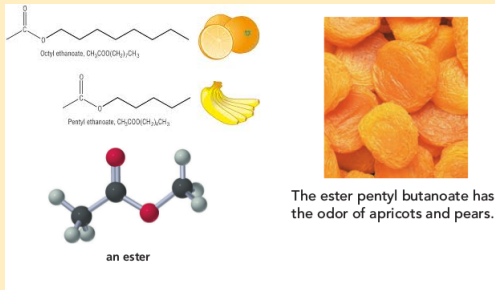 O
C
O
Octyl ethanoate, CH₃COO(CH₂)₇CH₃
O
C
O
Pentyl ethanoate, CH₃COO(CH₂)₄CH₃
an ester
The ester pentyl butanoate has
the odor of apricots and pears.